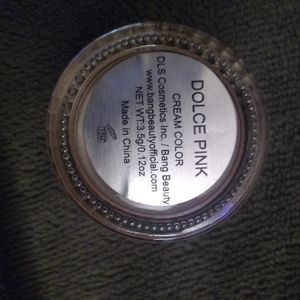 DOLCE PINK
CREAM COLOR
DLS Cosmetics Inc. / Bang Beauty
www.bangbeautyofficial.com
NET WT:3.5g/0.12oz
Made in China